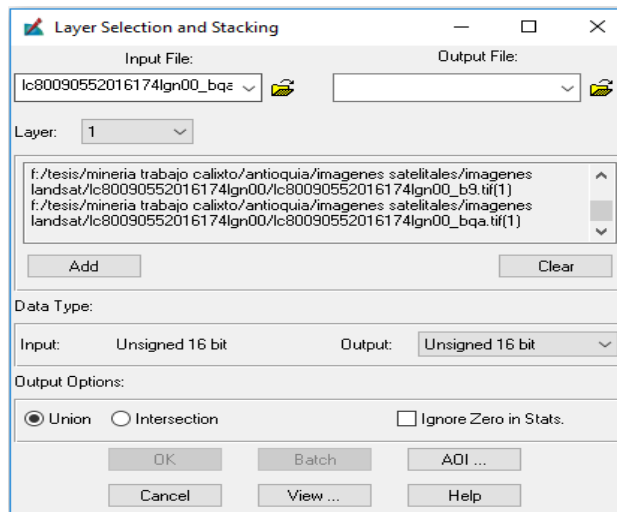 Layer Selection and Stacking
Input File:
Output File:
lc80090552016174lgn00_bqa
Layer: 1
f:/tesis/mineria trabajo calixto/antioquia/imagenes satelitales/imagenes
landsat/lc80090552016174lgn00/lc80090552016174lgn00_b9.tif(1)
f:/tesis/mineria trabajo calixto/antioquia/imagenes satelitales/imagenes
landsat/lc80090552016174lgn00/lc80090552016174lgn00_bqa.tif(1)
Add
Clear
Data Type:
Input: Unsigned 16 bit Output: Unsigned 16 bit
Output Options:
Union Intersection Ignore Zero in Stats.
OK Batch AOI ...
Cancel View ... Help